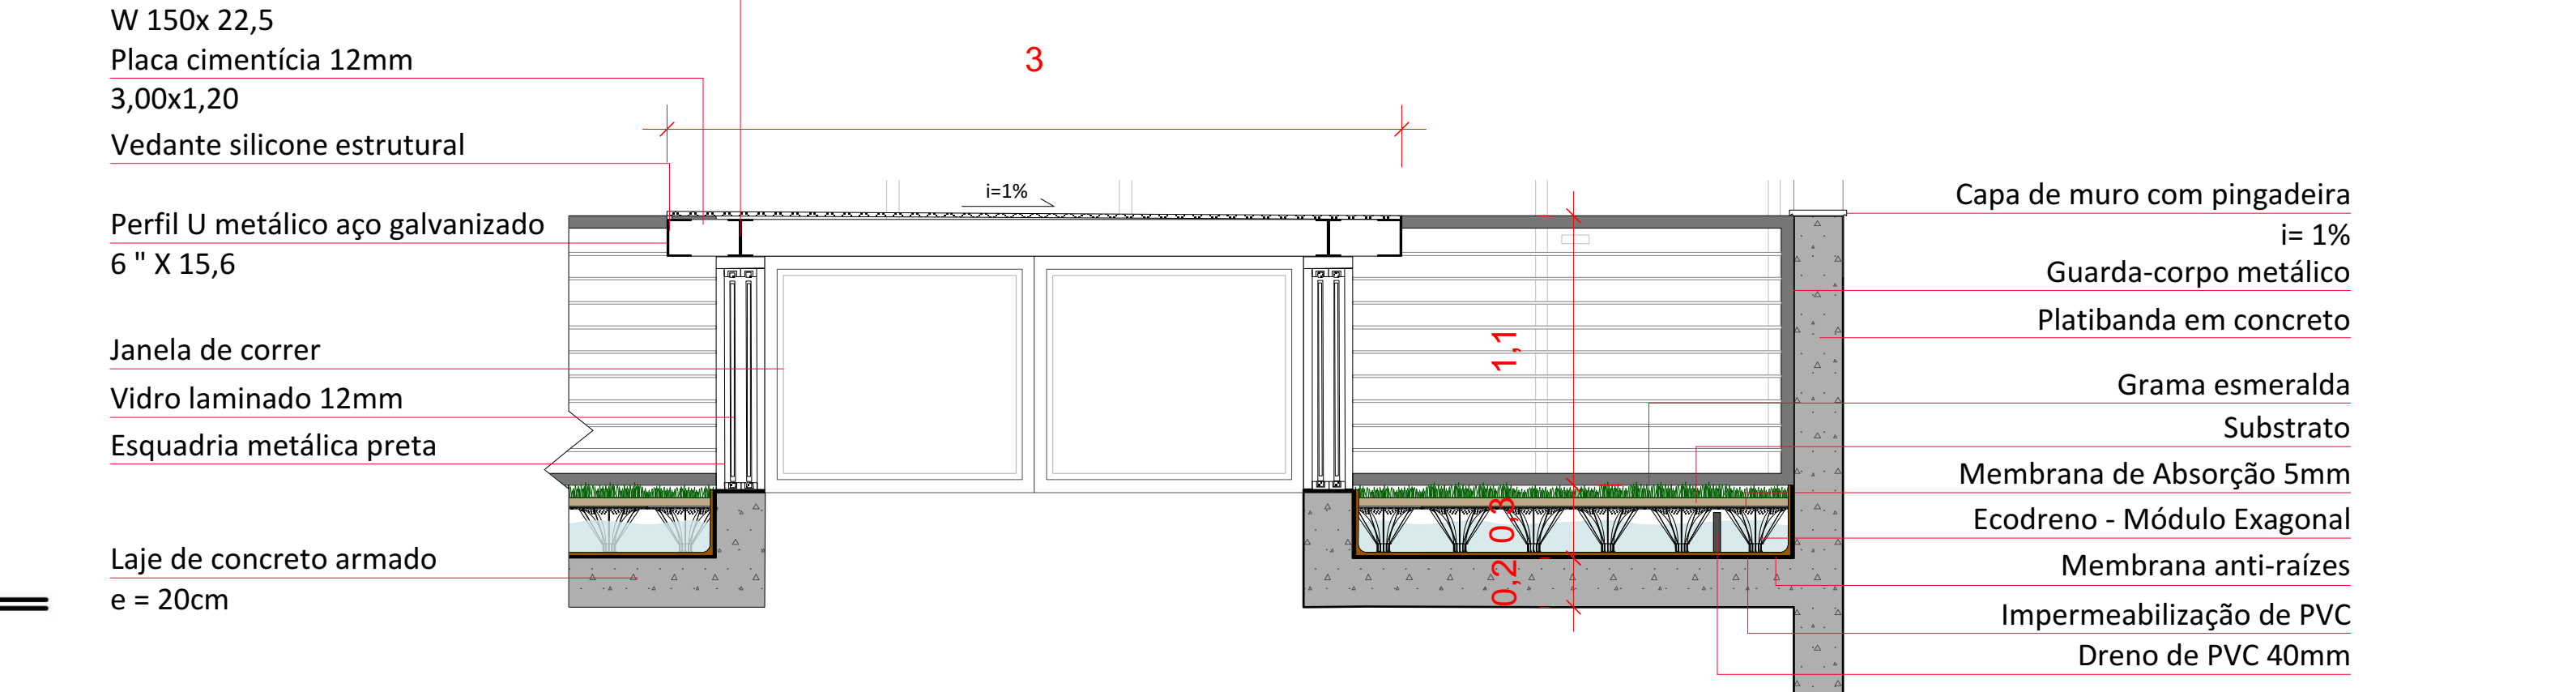 W 150x 22,5
Placa cimentícia 12mm
3,00x1,20
Vedante silicone estrutural
Perfil U metálico aço galvanizado
6 " X 15,6
Janela de correr
Vidro laminado 12mm
Esquadria metálica preta
Laje de concreto armado
e = 20cm
3
i=1%
1,1
0,3
0,2
Capa de muro com pingadeira
i= 1%
Guarda-corpo metálico
Platibanda em concreto
Grama esmeralda
Substrato
Membrana de Absorção 5mm
Ecodreno - Módulo Exagonal
Membrana anti-raízes
Impermeabilização de PVC
Dreno de PVC 40mm